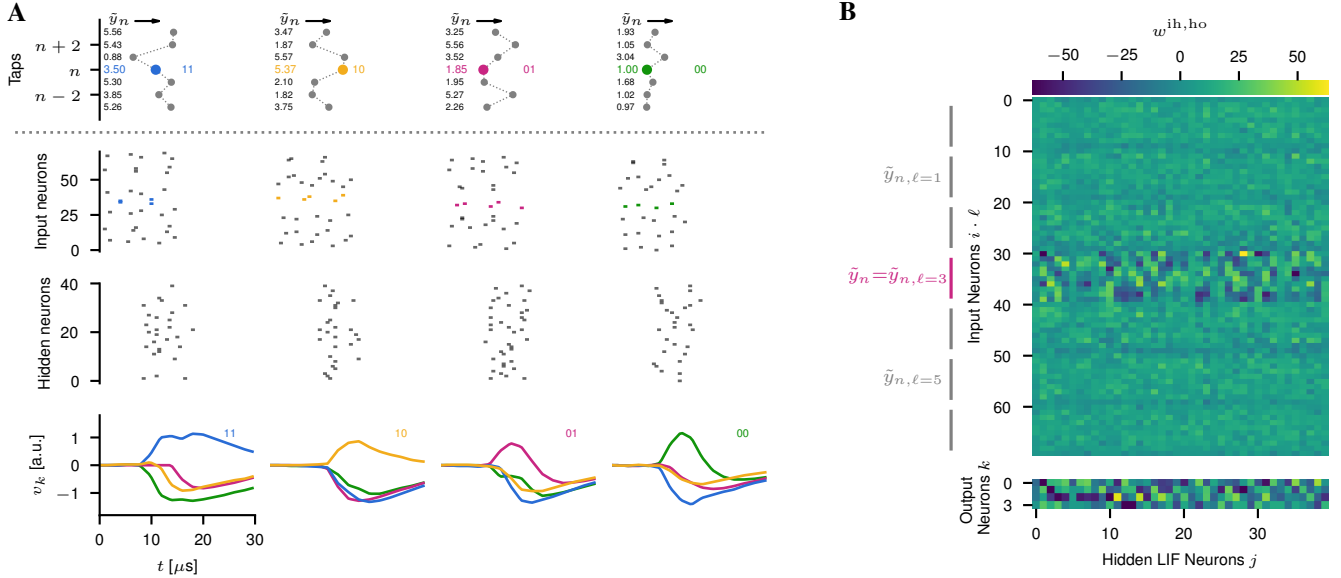 A
ỹₙ
ỹₙ
ỹₙ
ỹₙ
Taps
n + 2
n
n − 2
5.56
5.43
0.88
3.50 11
5.30
3.85
5.26
3.47
1.87
5.57
5.37 10
2.10
1.82
3.75
3.25
5.56
3.52
1.85 01
1.95
5.27
2.26
1.93
1.05
3.04
1.00 00
1.68
1.02
0.97
Input neurons
50
25
0
Hidden neurons
40
20
0
vₖ [a.u.]
1
0
−1
11
10
01
00
0 10 20 30
t [μs]
B
w^{ih,ho}
−50 −25 0 25 50
ỹ_{n,ℓ=1}
ỹₙ=ỹ_{n,ℓ=3}
ỹ_{n,ℓ=5}
Input Neurons i · ℓ
0
10
20
30
40
50
60
Output
Neurons k
0
3
0 10 20 30
Hidden LIF Neurons j